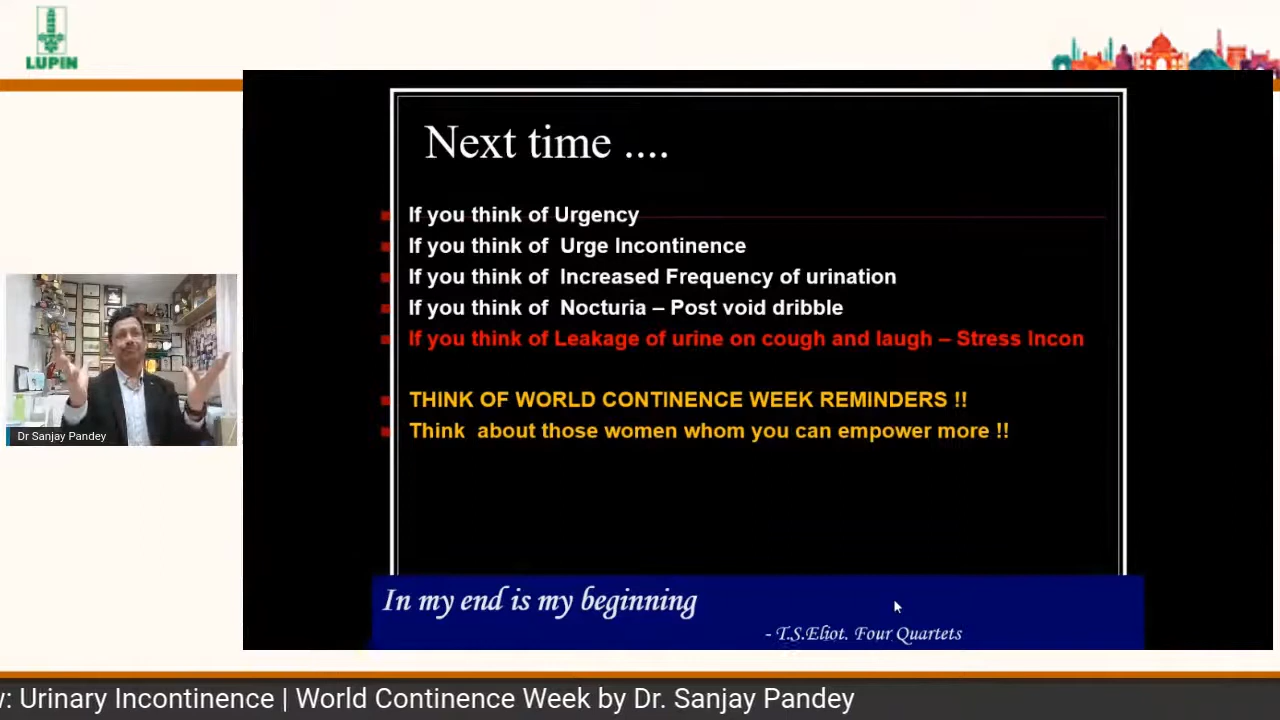 LUPIN
Next time ....
If you think of Urgency
If you think of Urge Incontinence
If you think of Increased Frequency of urination
If you think of Nocturia – Post void dribble
If you think of Leakage of urine on cough and laugh – Stress Incon
THINK OF WORLD CONTINENCE WEEK REMINDERS !!
Think about those women whom you can empower more !!
Dr Sanjay Pandey
In my end is my beginning
- T.S.Eliot. Four Quartets
: Urinary Incontinence | World Continence Week by Dr. Sanjay Pandey